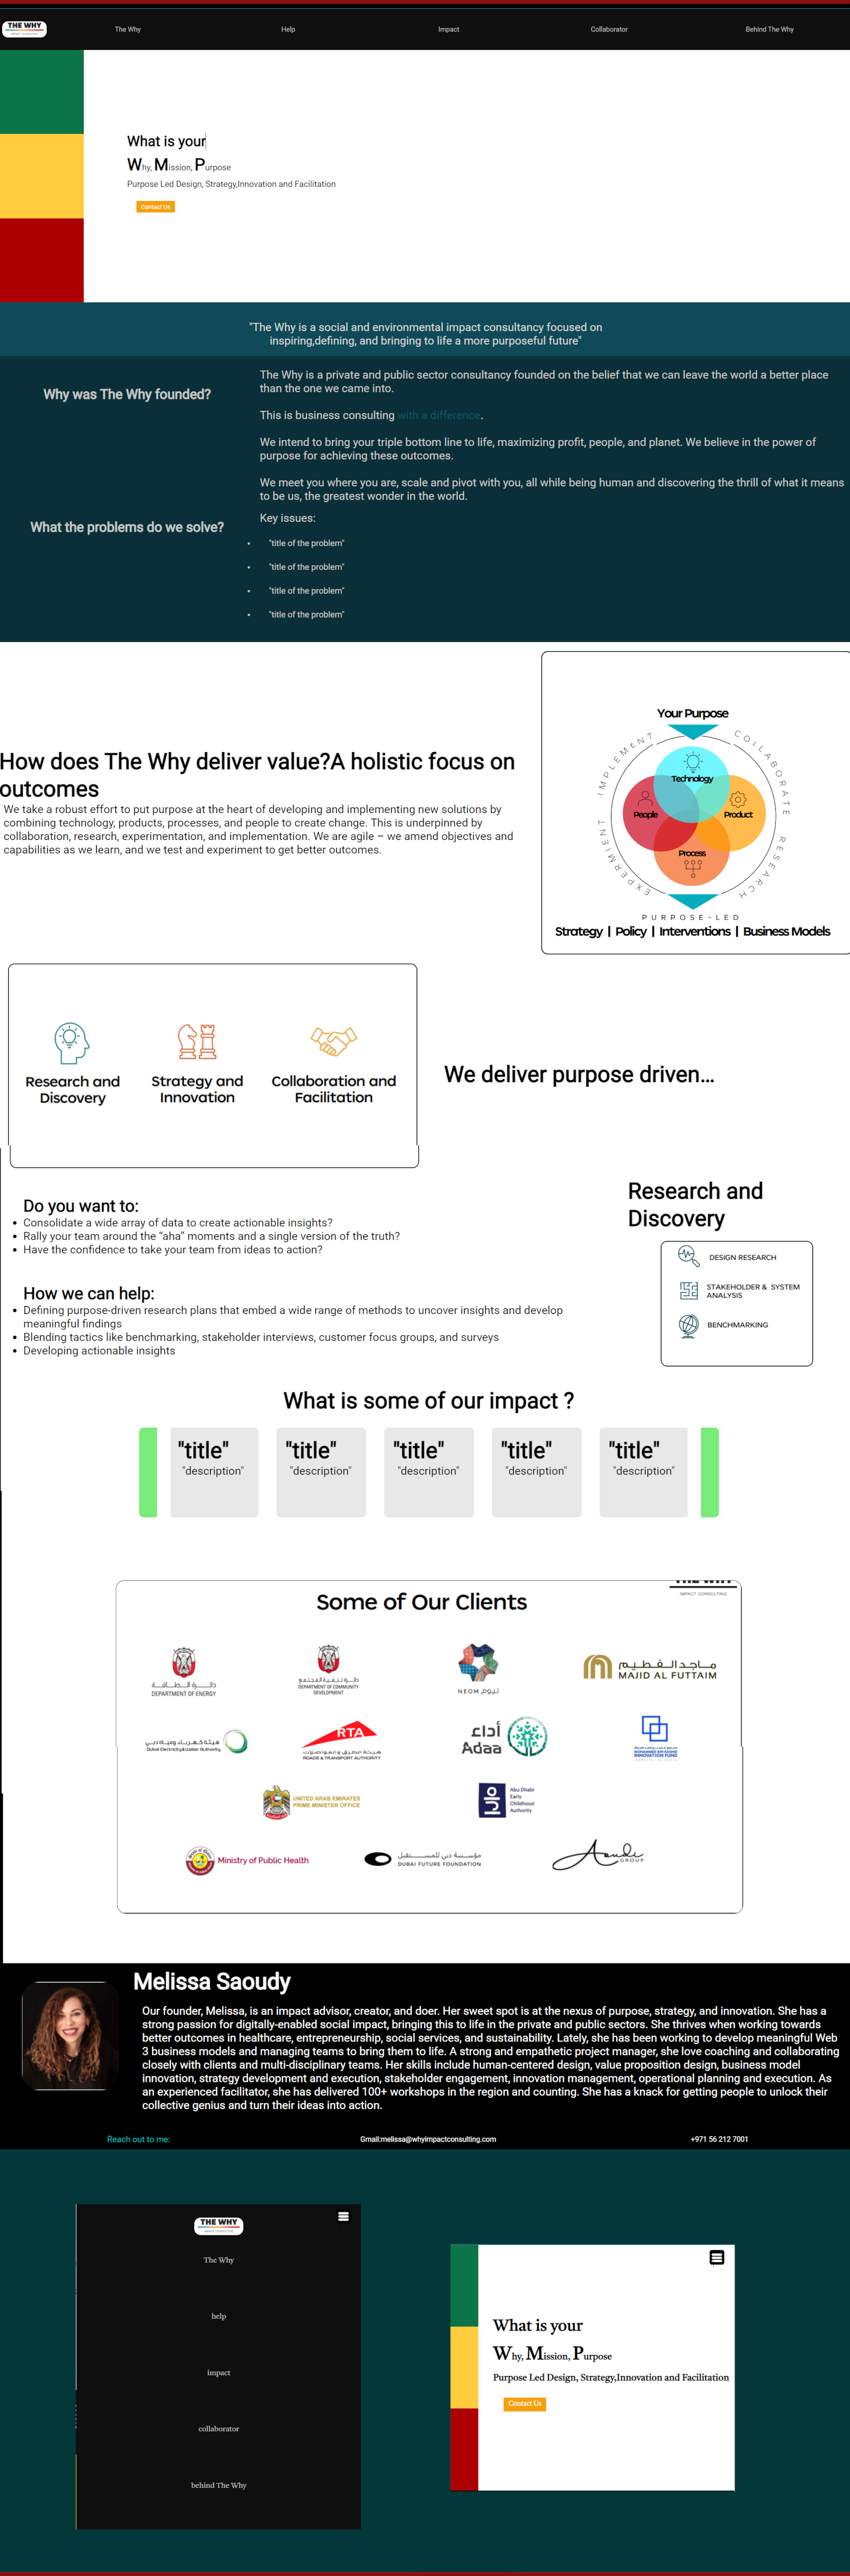 THE WHY
IMPACT CONSULTING
The Why
Help
Impact
Collaborator
Behind The Why
What is your
Why, Mission, Purpose
Purpose Led Design, Strategy,Innovation and Facilitation
Contact Us
"The Why is a social and environmental impact consultancy focused on
inspiring,defining, and bringing to life a more purposeful future"
Why was The Why founded?
The Why is a private and public sector consultancy founded on the belief that we can leave the world a better place
than the one we came into.
This is business consulting with a difference.
We intend to bring your triple bottom line to life, maximizing profit, people, and planet. We believe in the power of
purpose for achieving these outcomes.
We meet you where you are, scale and pivot with you, all while being human and discovering the thrill of what it means
to be us, the greatest wonder in the world.
What the problems do we solve?
Key issues:
• "title of the problem"
• "title of the problem"
• "title of the problem"
• "title of the problem"
How does The Why deliver value?A holistic focus on
outcomes
We take a robust effort to put purpose at the heart of developing and implementing new solutions by
combining technology, products, processes, and people to create change. This is underpinned by
collaboration, research, experimentation, and implementation. We are agile – we amend objectives and
capabilities as we learn, and we test and experiment to get better outcomes.
Your Purpose
IMPLEMENT
COLLABORATE
Technology
People
Product
Process
EXPERMIENT
RESEARCH
PURPOSE-LED
Strategy | Policy | Interventions | Business Models
Research and
Discovery
Strategy and
Innovation
Collaboration and
Facilitation
We deliver purpose driven...
Do you want to:
• Consolidate a wide array of data to create actionable insights?
• Rally your team around the “aha” moments and a single version of the truth?
• Have the confidence to take your team from ideas to action?
How we can help:
• Defining purpose-driven research plans that embed a wide range of methods to uncover insights and develop
meaningful findings
• Blending tactics like benchmarking, stakeholder interviews, customer focus groups, and surveys
• Developing actionable insights
Research and
Discovery
DESIGN RESEARCH
STAKEHOLDER & SYSTEM
ANALYSIS
BENCHMARKING
What is some of our impact ?
"title"
"description"
"title"
"description"
"title"
"description"
"title"
"description"
"title"
"description"
THE WHY
IMPACT CONSULTING
Some of Our Clients
دائرة الطاقة
DEPARTMENT OF ENERGY
دائرة تنمية المجتمع
DEPARTMENT OF COMMUNITY
DEVELOPMENT
NEOM نيوم
ماجد الفطيم
MAJID AL FUTTAIM
هيئة كهرباء ومياه دبي
Dubai Electricity & Water Authority
RTA
هيئة الطرق والمواصلات
ROADS & TRANSPORT AUTHORITY
أداء
Adaa
MOHAMMED BIN RASHID
INNOVATION FUND
UNITED ARAB EMIRATES
PRIME MINISTER OFFICE
Abu Dhabi
Early
Childhood
Authority
Ministry of Public Health
مؤسسة دبي للمستقبل
DUBAI FUTURE FOUNDATION
Aandi
GROUP
Melissa Saoudy
Our founder, Melissa, is an impact advisor, creator, and doer. Her sweet spot is at the nexus of purpose, strategy, and innovation. She has a
strong passion for digitally-enabled social impact, bringing this to life in the private and public sectors. She thrives when working towards
better outcomes in healthcare, entrepreneurship, social services, and sustainability. Lately, she has been working to develop meaningful Web
3 business models and managing teams to bring them to life. A strong and empathetic project manager, she love coaching and collaborating
closely with clients and multi-disciplinary teams. Her skills include human-centered design, value proposition design, business model
innovation, strategy development and execution, stakeholder engagement, innovation management, operational planning and execution. As
an experienced facilitator, she has delivered 100+ workshops in the region and counting. She has a knack for getting people to unlock their
collective genius and turn their ideas into action.
Reach out to me:
Gmail:melissa@whyimpactconsulting.com
+971 56 212 7001
THE WHY
IMPACT CONSULTING
The Why
help
impact
collaborator
behind The Why
What is your
Why, Mission, Purpose
Purpose Led Design, Strategy,Innovation and Facilitation
Contact Us